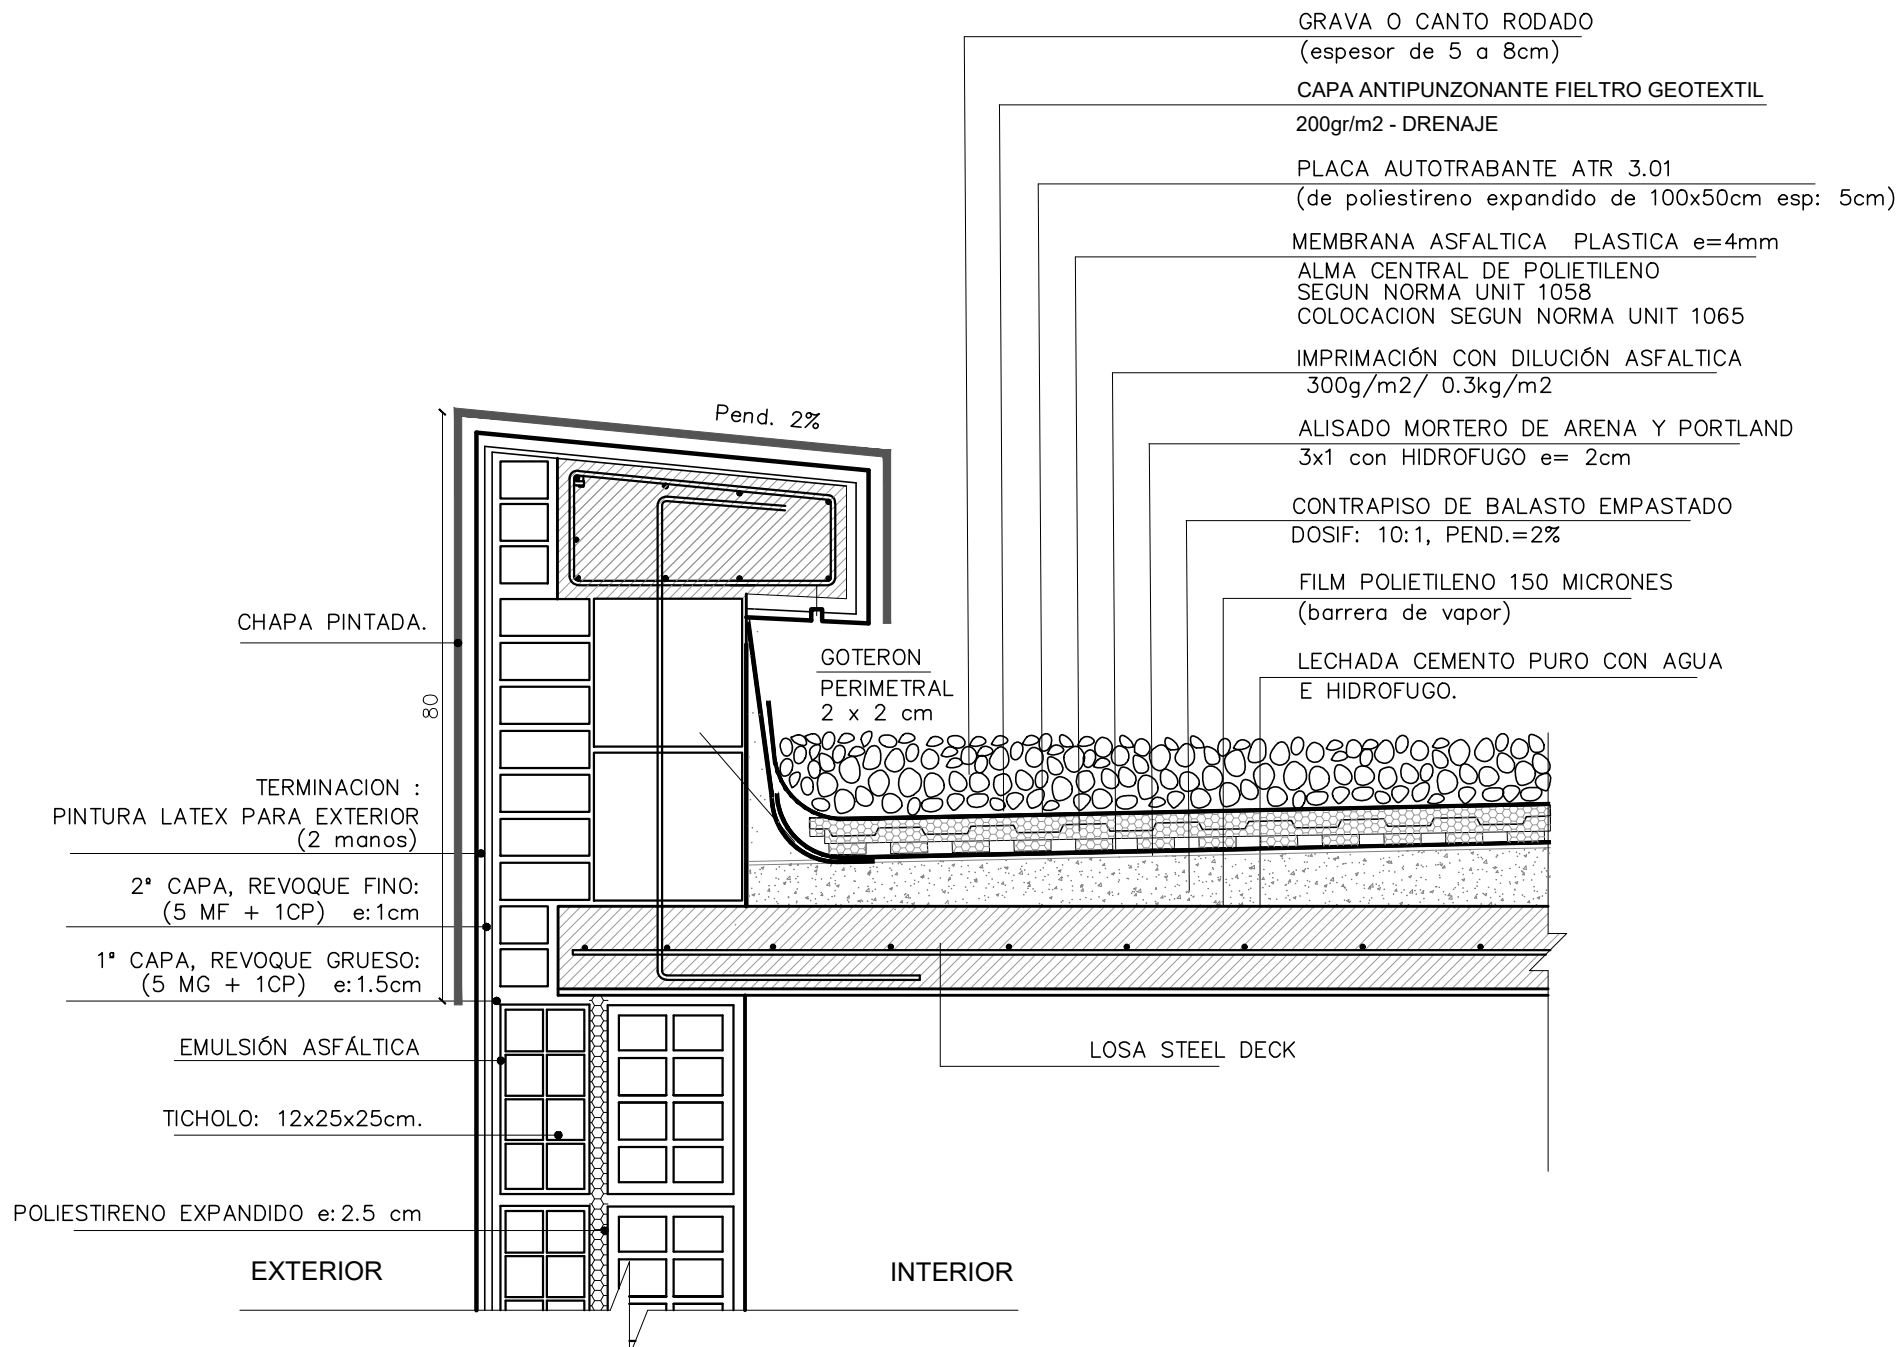 GRAVA O CANTO RODADO
(espesor de 5 a 8cm)
CAPA ANTIPUNZONANTE FIELTRO GEOTEXTIL
200gr/m2 - DRENAJE
PLACA AUTOTRABANTE ATR 3.01
(de poliestireno expandido de 100x50cm esp: 5cm)
MEMBRANA ASFALTICA PLASTICA e=4mm
ALMA CENTRAL DE POLIETILENO
SEGUN NORMA UNIT 1058
COLOCACION SEGUN NORMA UNIT 1065
IMPRIMACIÓN CON DILUCIÓN ASFALTICA
300g/m2/ 0.3kg/m2
ALISADO MORTERO DE ARENA Y PORTLAND
3x1 con HIDROFUGO e= 2cm
CONTRAPISO DE BALASTO EMPASTADO
DOSIF: 10:1, PEND.=2%
FILM POLIETILENO 150 MICRONES
(barrera de vapor)
LECHADA CEMENTO PURO CON AGUA
E HIDROFUGO.
Pend. 2%
CHAPA PINTADA.
80
GOTERON
PERIMETRAL
2 x 2 cm
TERMINACION :
PINTURA LATEX PARA EXTERIOR
(2 manos)
2ª CAPA, REVOQUE FINO:
(5 MF + 1CP) e:1cm
1ª CAPA, REVOQUE GRUESO:
(5 MG + 1CP) e:1.5cm
EMULSIÓN ASFÁLTICA
LOSA STEEL DECK
TICHOLO: 12x25x25cm.
POLIESTIRENO EXPANDIDO e:2.5 cm
EXTERIOR
INTERIOR